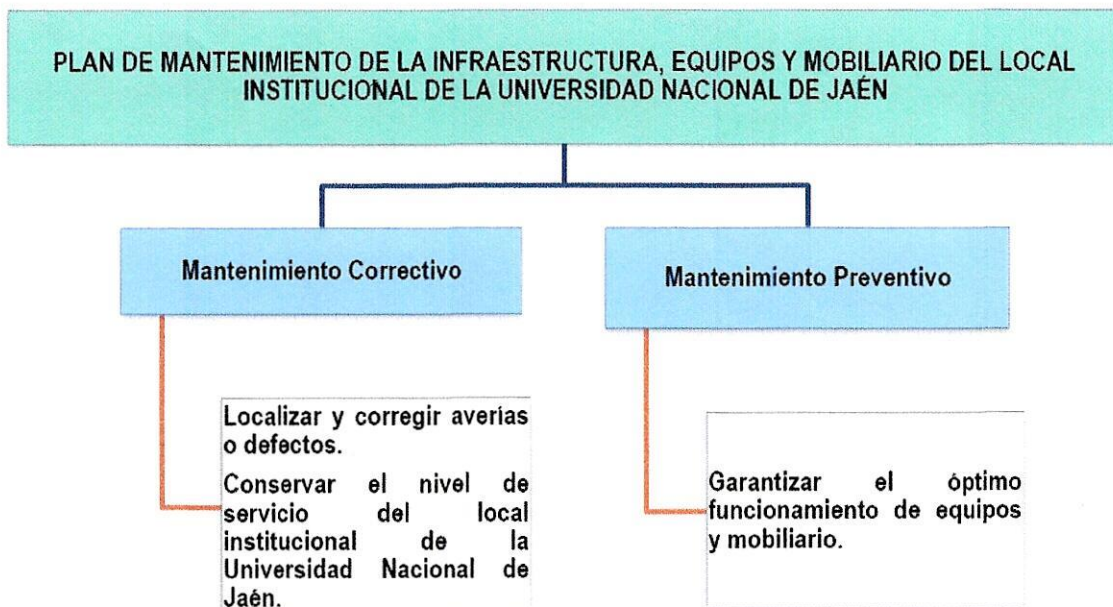 PLAN DE MANTENIMIENTO DE LA INFRAESTRUCTURA, EQUIPOS Y MOBILIARIO DEL LOCAL
INSTITUCIONAL DE LA UNIVERSIDAD NACIONAL DE JAÉN
Mantenimiento Correctivo
Mantenimiento Preventivo
Localizar y corregir averías
o defectos.
Conservar el nivel de
servicio del local
institucional de la
Universidad Nacional de
Jaén.
Garantizar el óptimo
funcionamiento de equipos
y mobiliario.